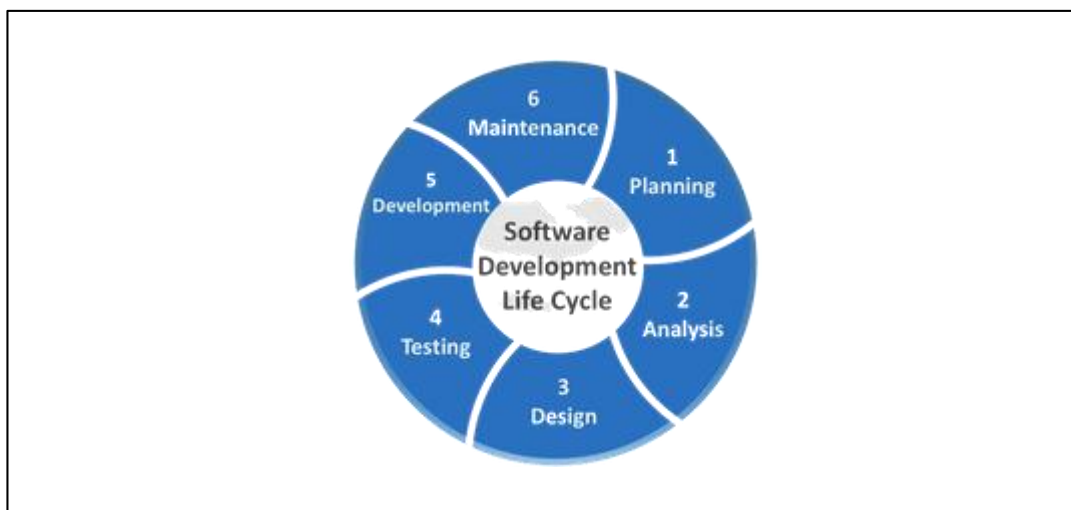 Software
Development
Life Cycle
1
Planning
2
Analysis
3
Design
4
Testing
5
Development
6
Maintenance